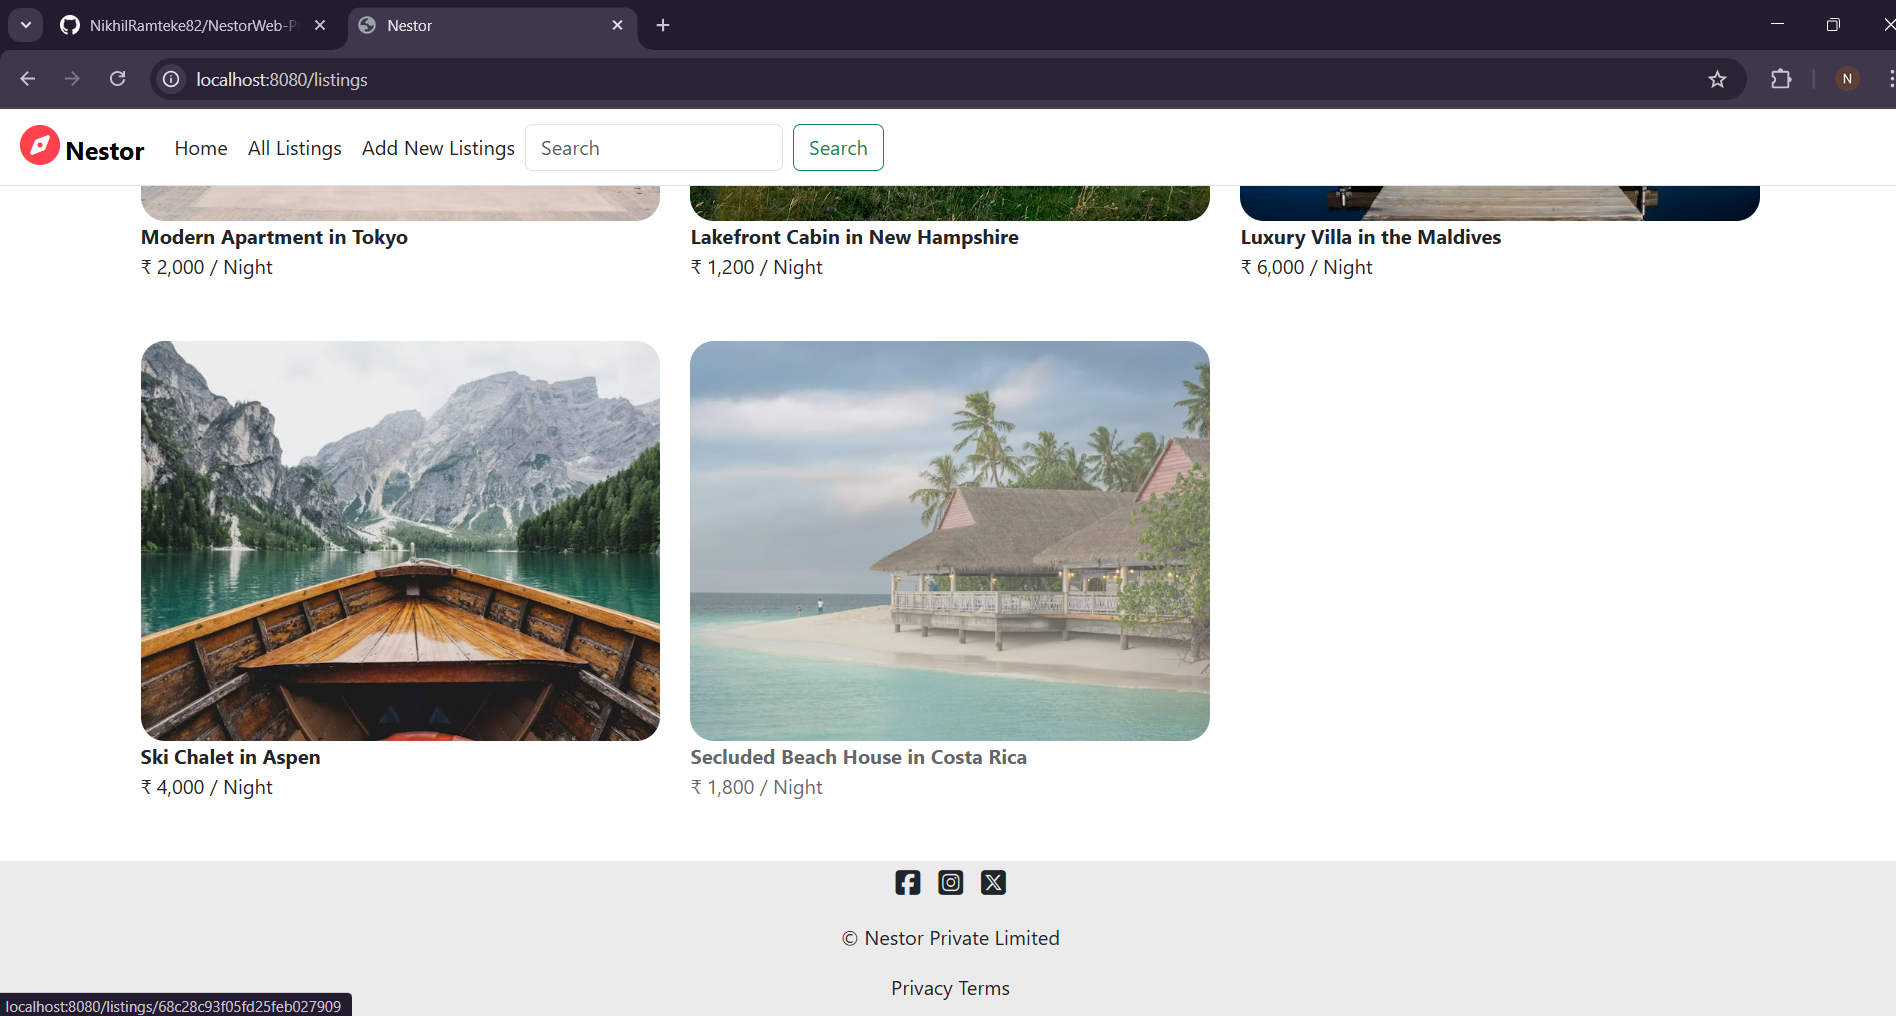 NikhilRamteke82/NestorWeb-P
Nestor
localhost:8080/listings
N
Nestor
Home
All Listings
Add New Listings
Search
Search
Modern Apartment in Tokyo
₹ 2,000 / Night
Lakefront Cabin in New Hampshire
₹ 1,200 / Night
Luxury Villa in the Maldives
₹ 6,000 / Night
Ski Chalet in Aspen
₹ 4,000 / Night
Secluded Beach House in Costa Rica
₹ 1,800 / Night
© Nestor Private Limited
Privacy Terms
localhost:8080/listings/68c28c93f05fd25feb027909